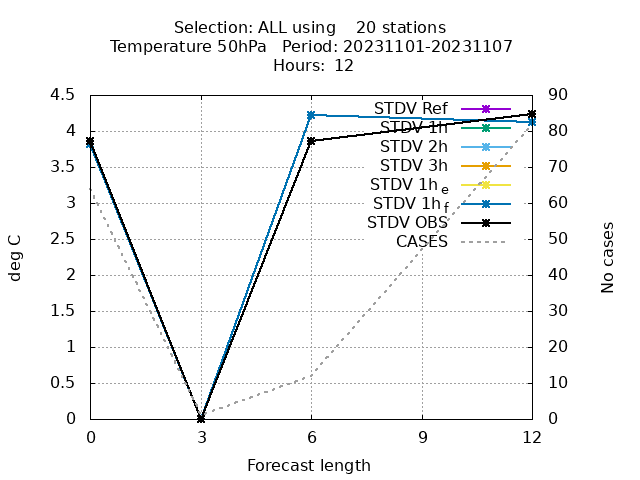 Selection: ALL using    20 stations
Temperature 50hPa   Period: 20231101-20231107
Hours:  12
STDV Ref
STDV 1h
STDV 2h
STDV 3h
STDV 1h e
STDV 1h f
STDV OBS
CASES
4.5
4
3.5
3
2.5
2
1.5
1
0.5
0
90
80
70
60
50
40
30
20
10
0
deg C
No cases
0 3 6 9 12
Forecast length